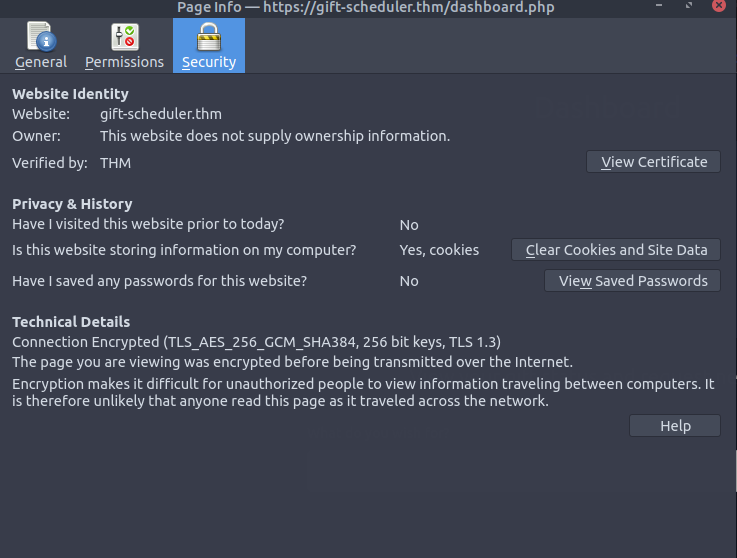 Page Info — https://gift-scheduler.thm/dashboard.php
General Permissions Security
Website Identity
Website: gift-scheduler.thm
Owner: This website does not supply ownership information.
Verified by: THM View Certificate
Privacy & History
Have I visited this website prior to today? No
Is this website storing information on my computer? Yes, cookies Clear Cookies and Site Data
Have I saved any passwords for this website? No View Saved Passwords
Technical Details
Connection Encrypted (TLS_AES_256_GCM_SHA384, 256 bit keys, TLS 1.3)
The page you are viewing was encrypted before being transmitted over the Internet.
Encryption makes it difficult for unauthorized people to view information traveling between computers. It
is therefore unlikely that anyone read this page as it traveled across the network.
Help